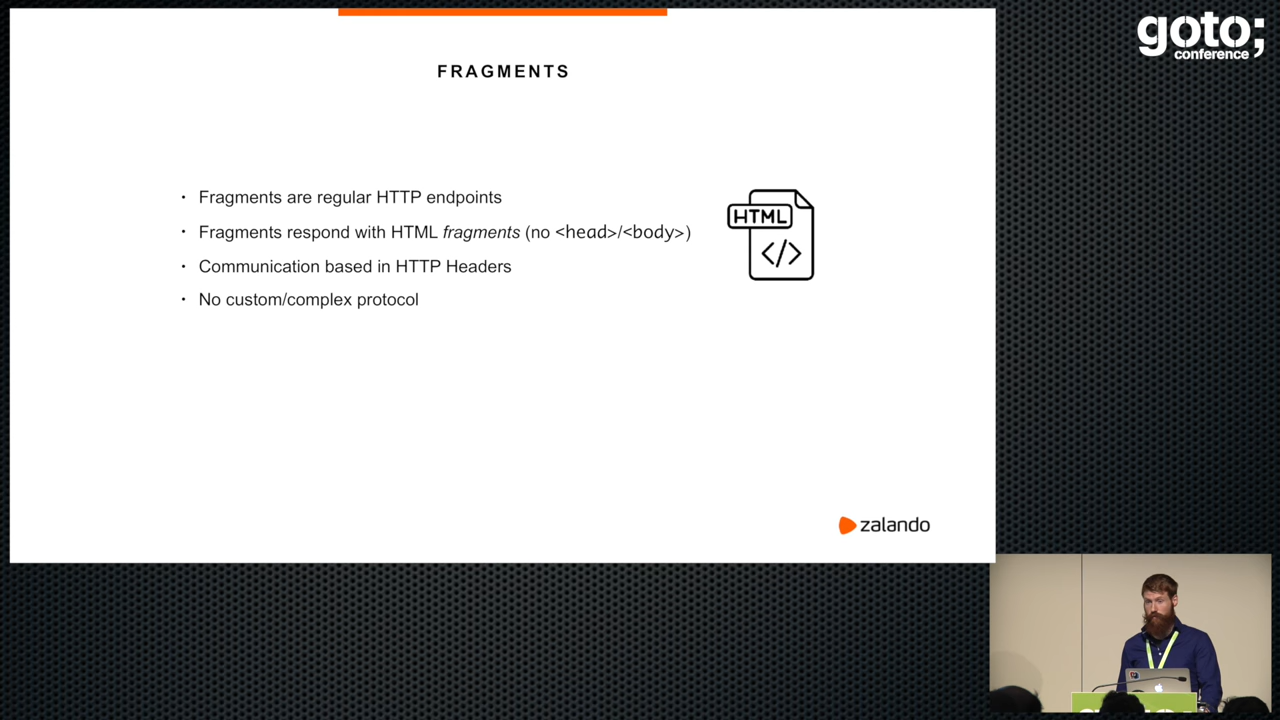 goto;
conference
FRAGMENTS
· Fragments are regular HTTP endpoints
· Fragments respond with HTML fragments (no <head>/<body>)
· Communication based in HTTP Headers
· No custom/complex protocol
HTML
</>
zalando